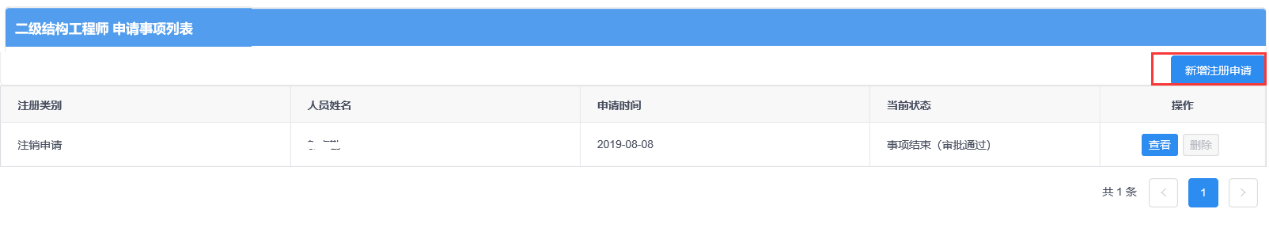 二级结构工程师 申请事项列表
新增注册申请
注册类别 人员姓名 申请时间 当前状态 操作
注销申请 2019-08-08 事项结束（审批通过） 查看 删除
共 1 条 < 1 >